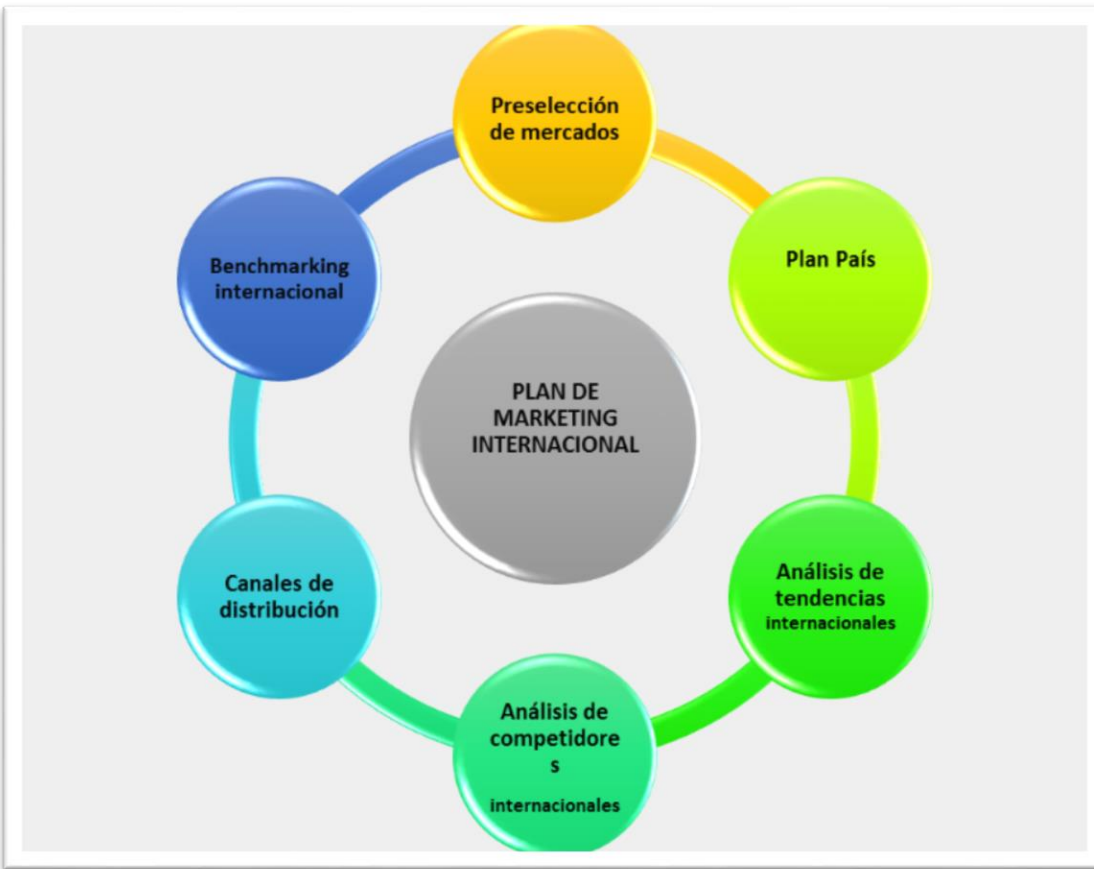 Preselección
de mercados
Plan País
Análisis de
tendencias
internacionales
Análisis de
competidore
s
internacionales
Canales de
distribución
Benchmarking
internacional
PLAN DE
MARKETING
INTERNACIONAL